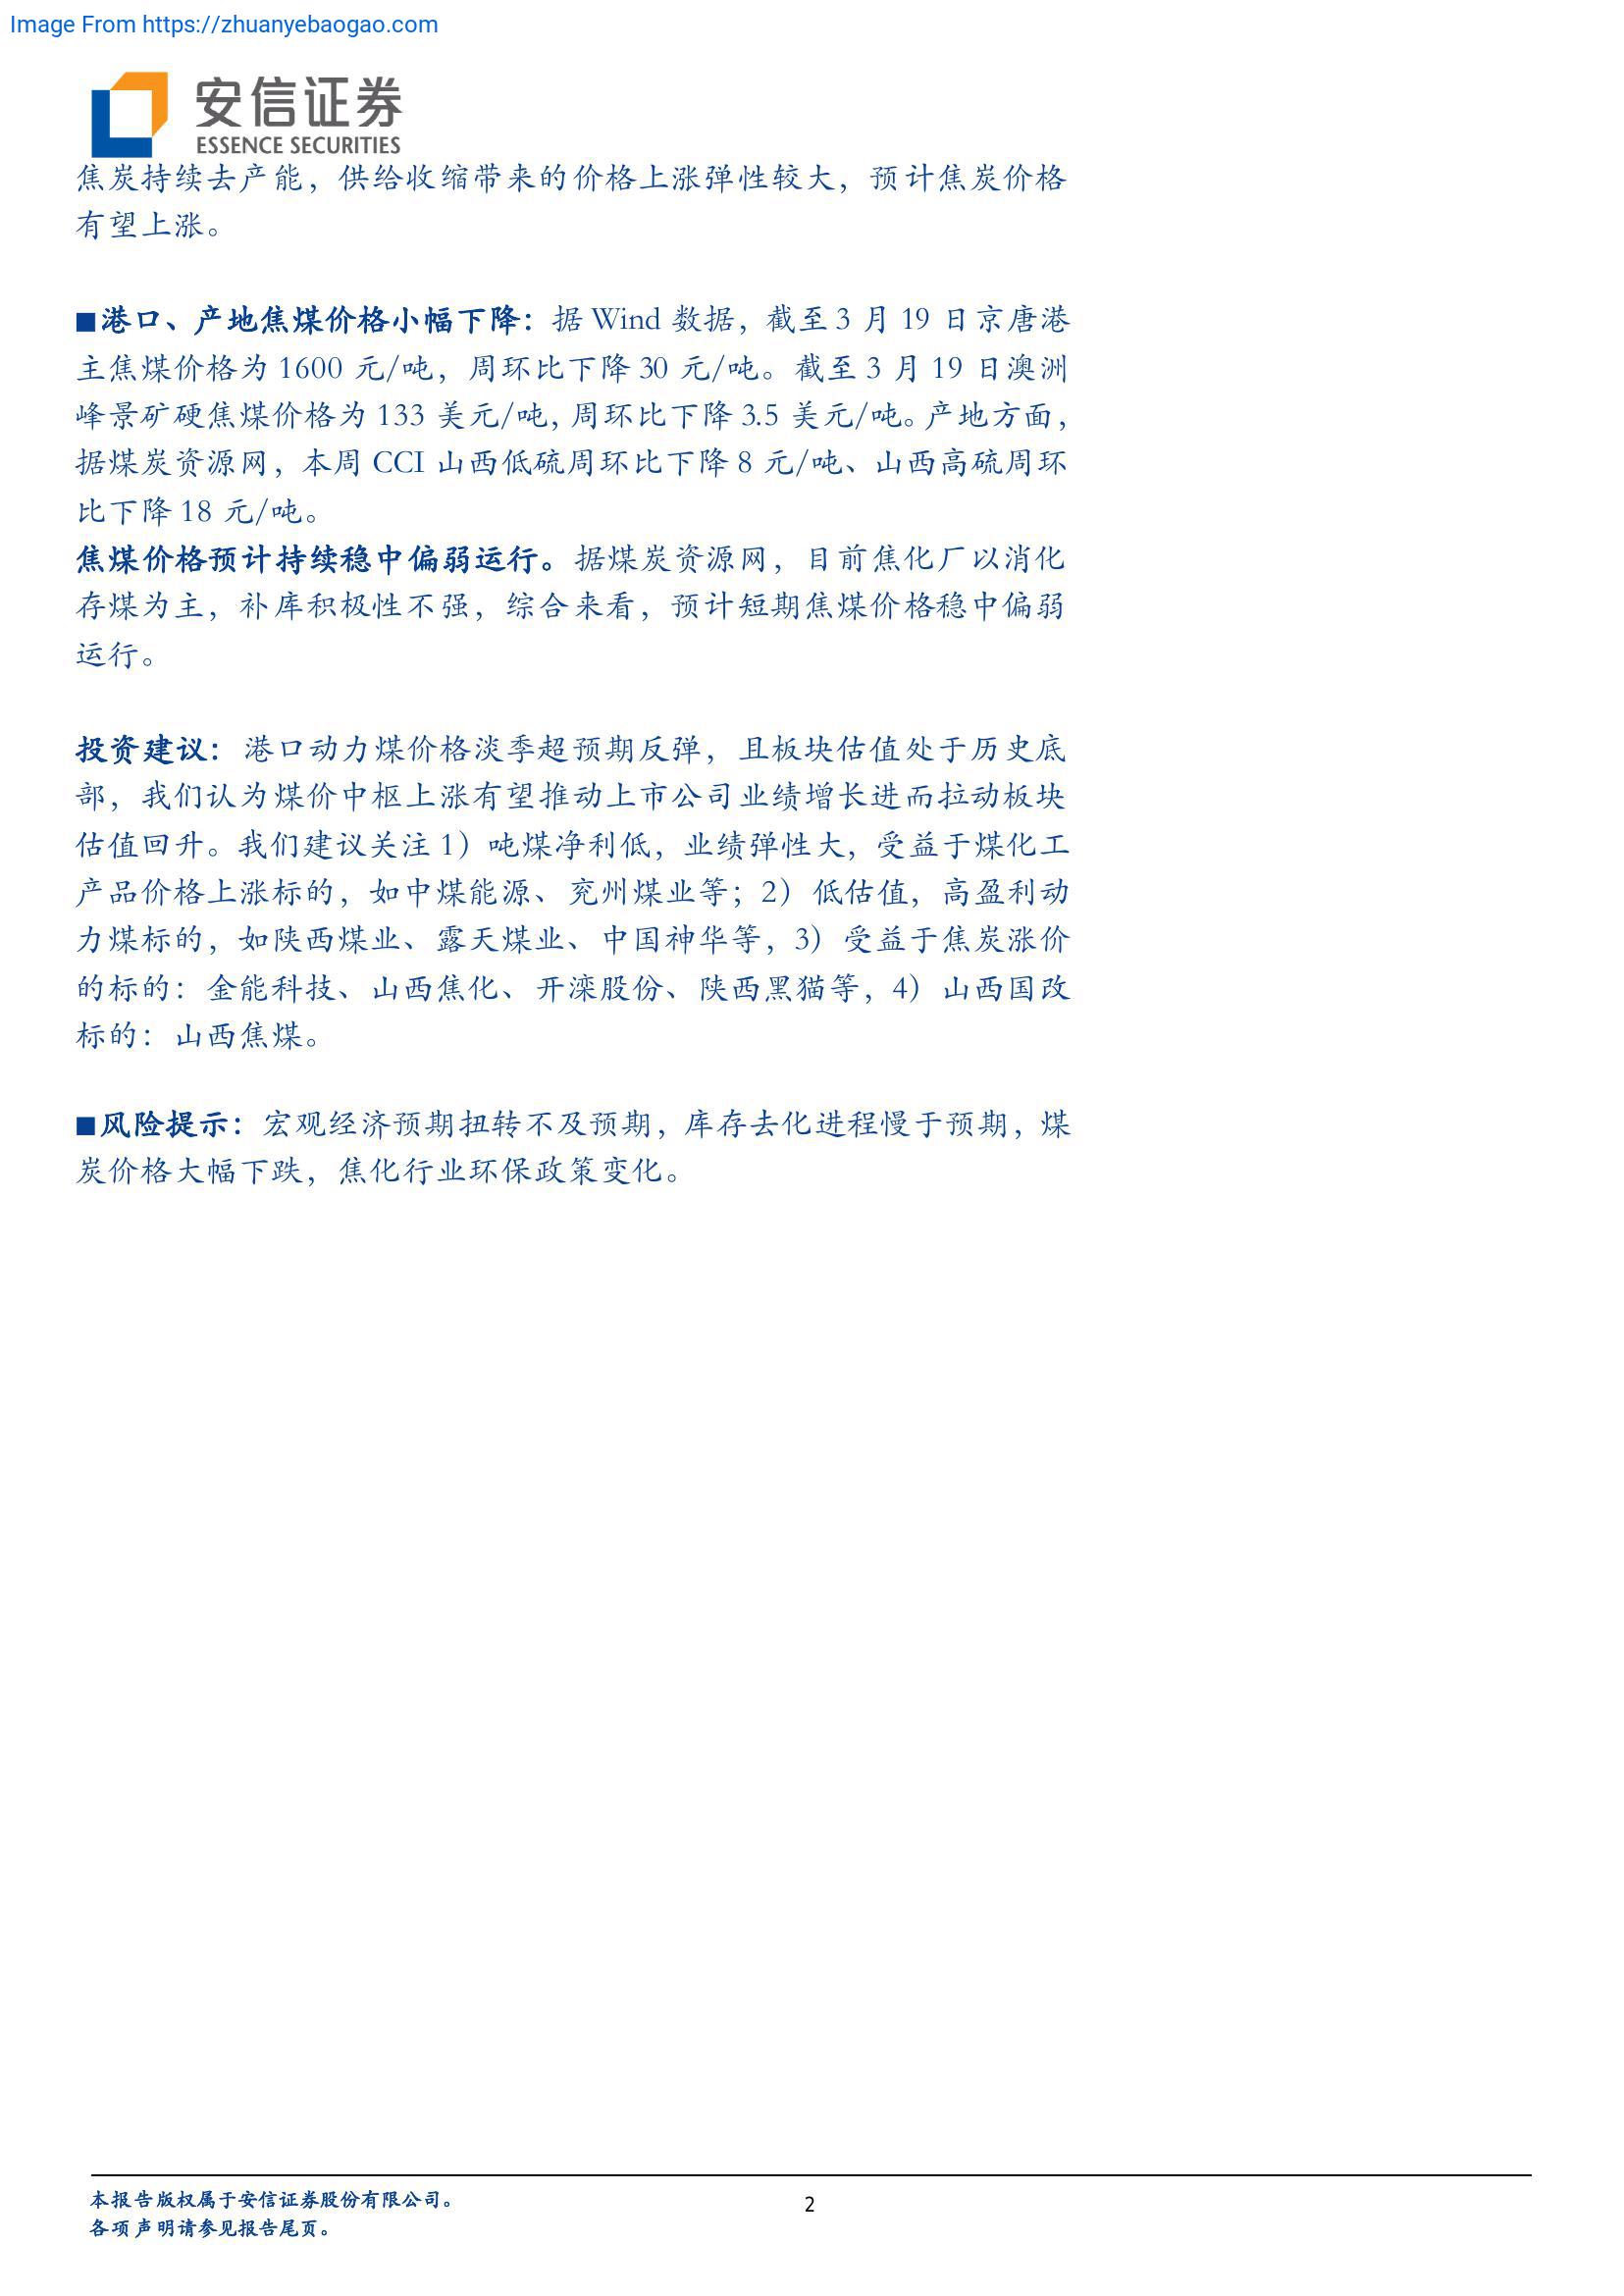 Image From https://zhuanyebaogao.com
安信证券
ESSENCE SECURITIES
焦炭持续去产能，供给收缩带来的价格上涨弹性较大，预计焦炭价格
有望上涨。
■港口、产地焦煤价格小幅下降：据 Wind 数据，截至 3 月 19 日京唐港
主焦煤价格为 1600 元/吨，周环比下降 30 元/吨。截至 3 月 19 日澳洲
峰景矿硬焦煤价格为 133 美元/吨，周环比下降 3.5 美元/吨。产地方面，
据煤炭资源网，本周 CCI 山西低硫周环比下降 8 元/吨、山西高硫周环
比下降 18 元/吨。
焦煤价格预计持续稳中偏弱运行。据煤炭资源网，目前焦化厂以消化
存煤为主，补库积极性不强，综合来看，预计短期焦煤价格稳中偏弱
运行。
投资建议：港口动力煤价格淡季超预期反弹，且板块估值处于历史底
部，我们认为煤价中枢上涨有望推动上市公司业绩增长进而拉动板块
估值回升。我们建议关注 1）吨煤净利低，业绩弹性大，受益于煤化工
产品价格上涨标的，如中煤能源、兖州煤业等；2）低估值，高盈利动
力煤标的，如陕西煤业、露天煤业、中国神华等，3）受益于焦炭涨价
的标的：金能科技、山西焦化、开滦股份、陕西黑猫等，4）山西国改
标的：山西焦煤。
■风险提示：宏观经济预期扭转不及预期，库存去化进程慢于预期，煤
炭价格大幅下跌，焦化行业环保政策变化。
本报告版权属于安信证券股份有限公司。
2
各项声明请参见报告尾页。